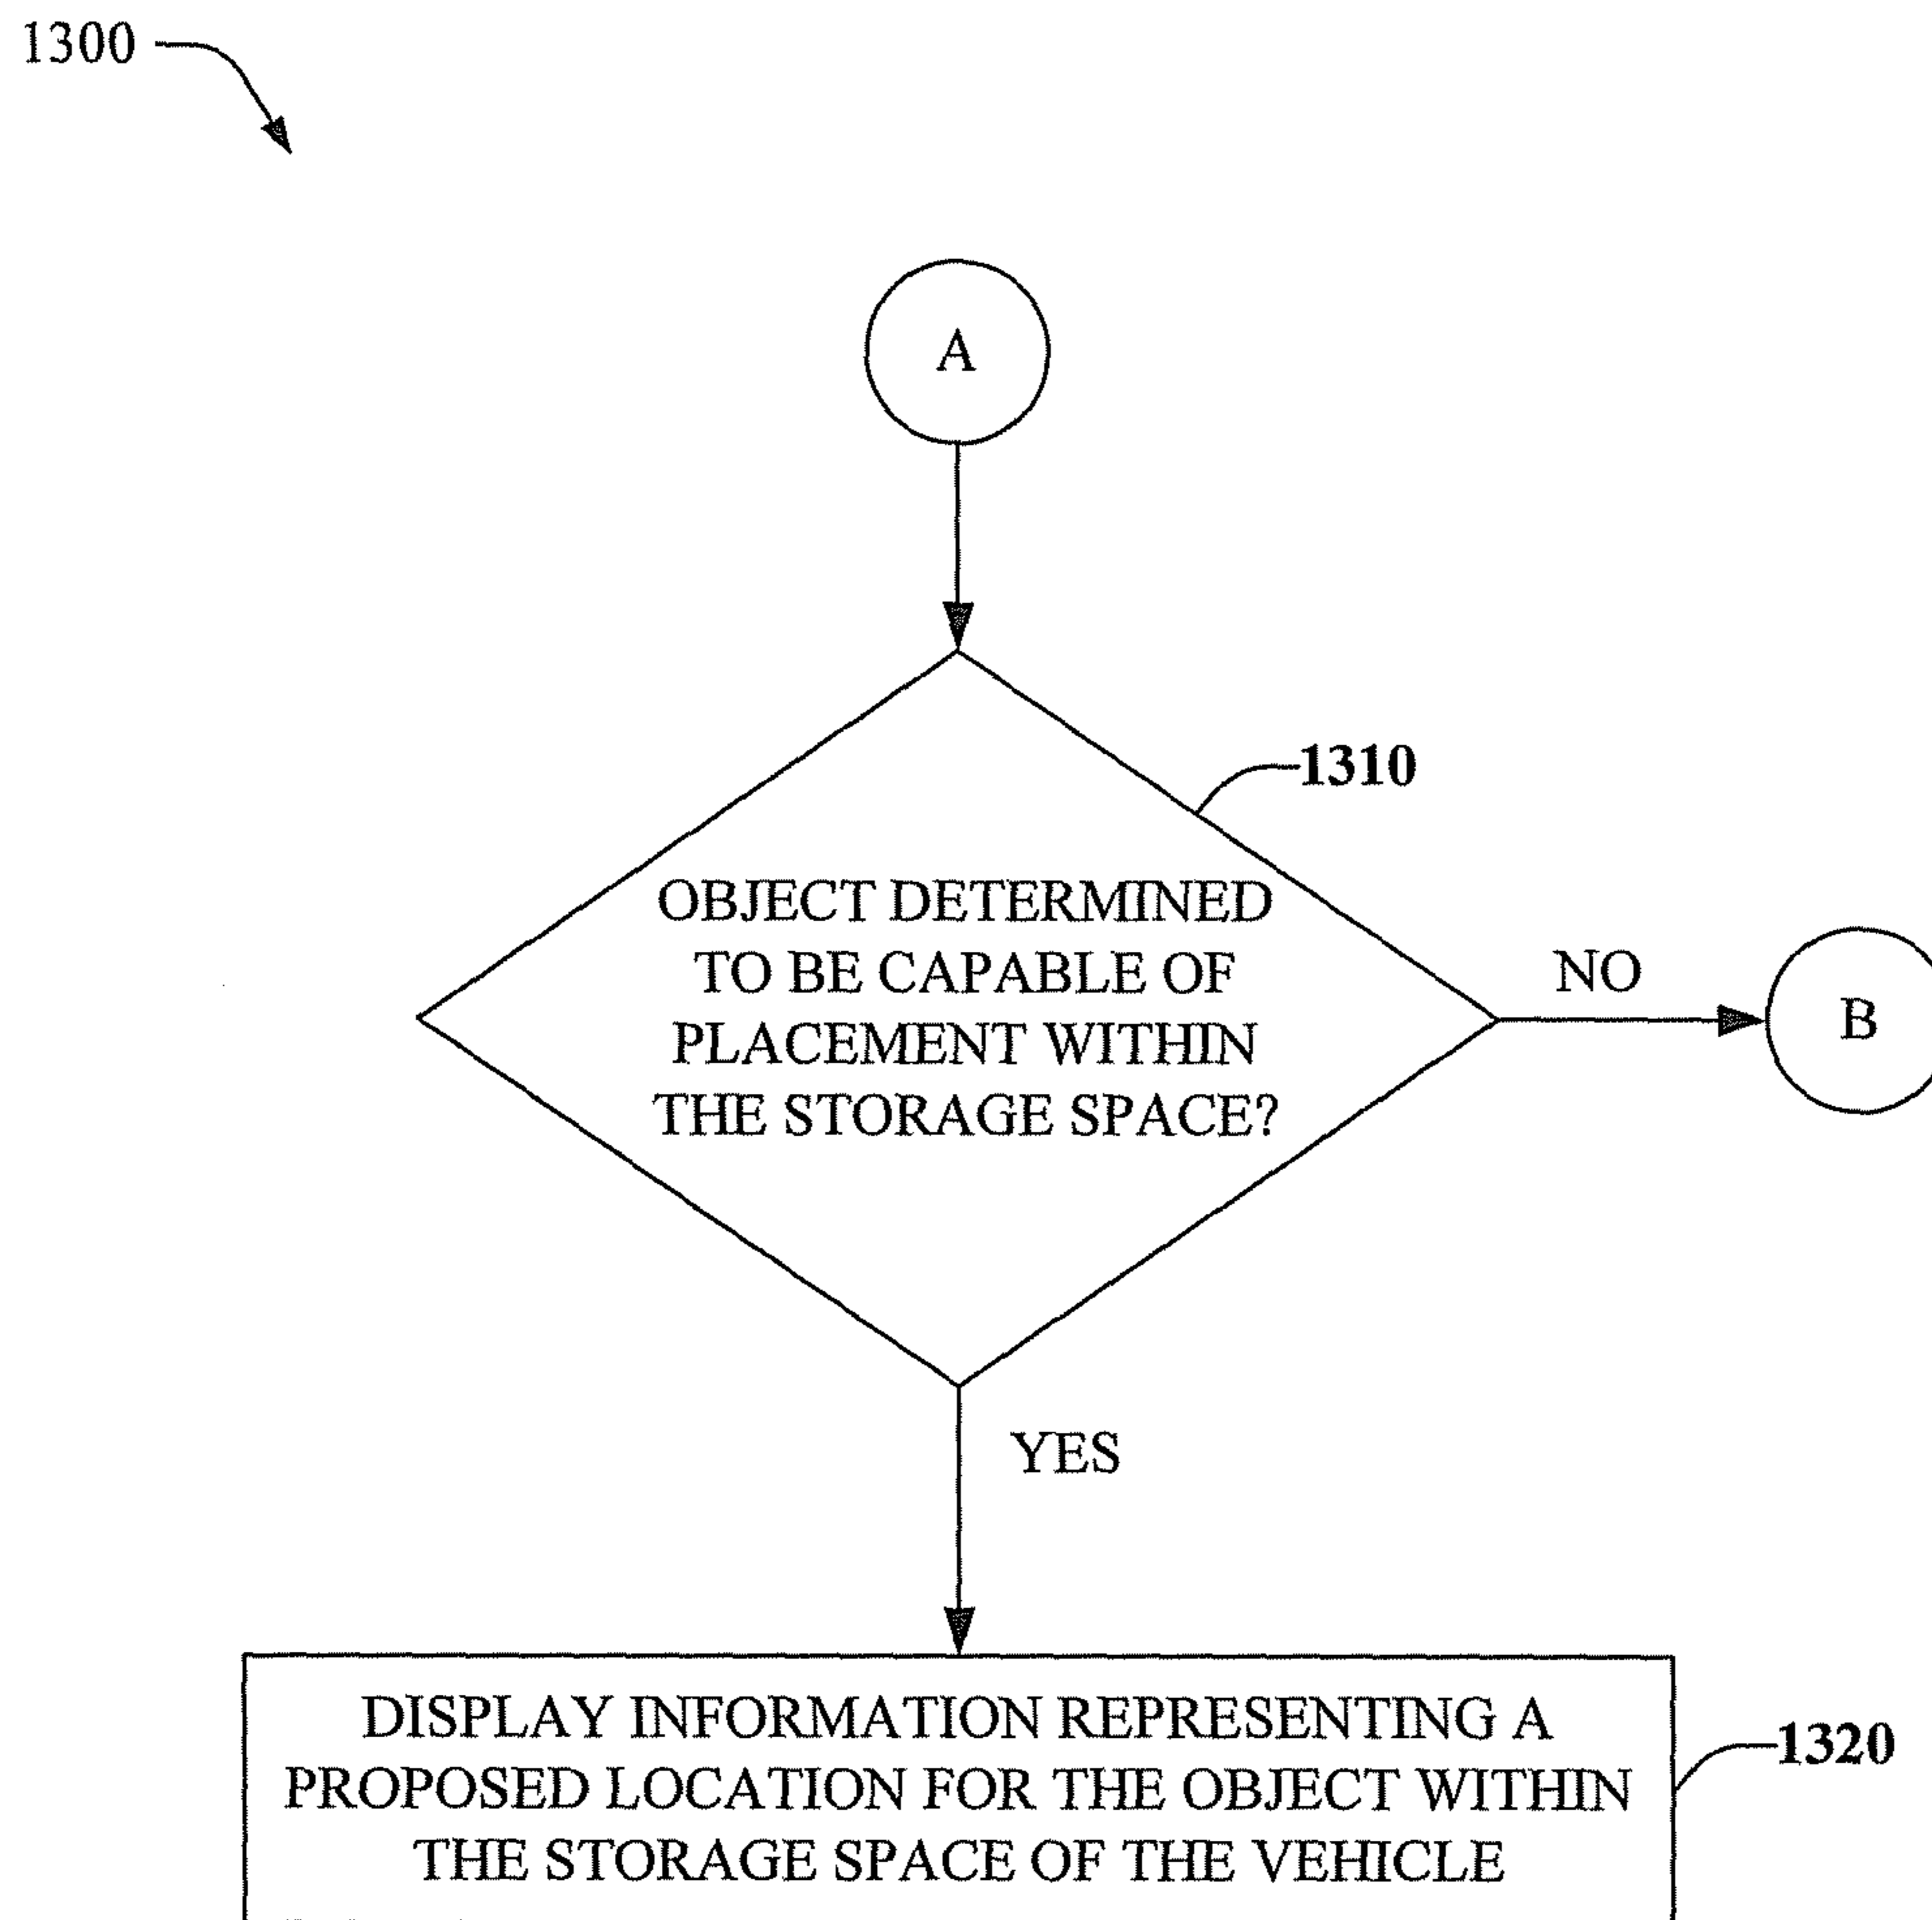 1300
A
1310
OBJECT DETERMINED
TO BE CAPABLE OF
PLACEMENT WITHIN
THE STORAGE SPACE?
NO
B
YES
DISPLAY INFORMATION REPRESENTING A
PROPOSED LOCATION FOR THE OBJECT WITHIN
THE STORAGE SPACE OF THE VEHICLE
1320